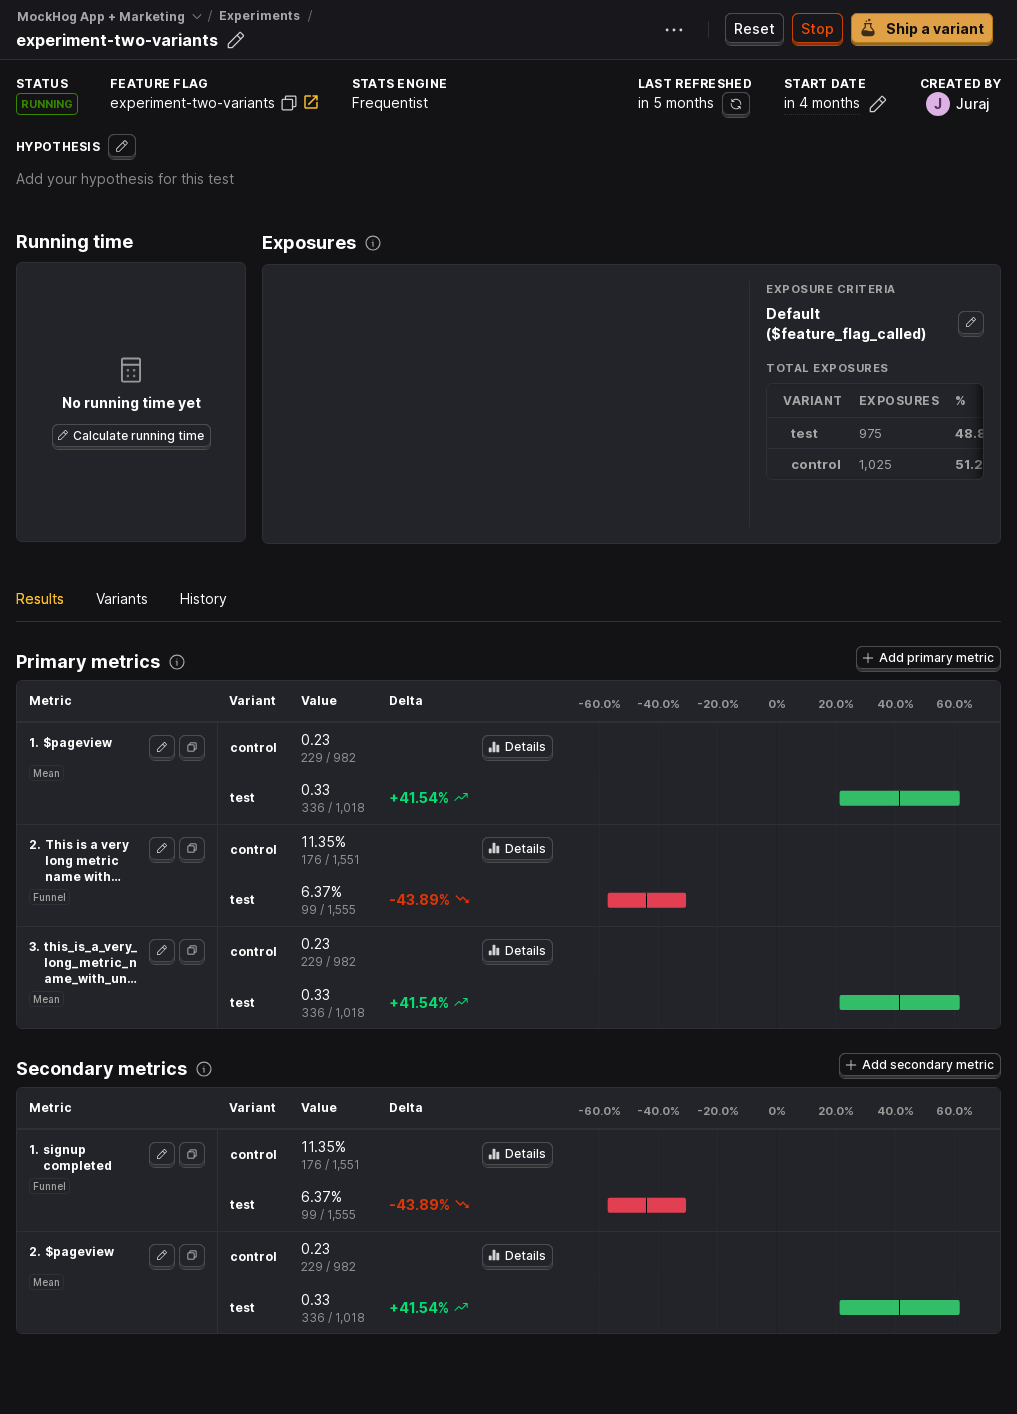 MockHog App + Marketing / Experiments /
experiment-two-variants
Reset
Stop
Ship a variant
STATUS
RUNNING
FEATURE FLAG
experiment-two-variants
STATS ENGINE
Frequentist
LAST REFRESHED
in 5 months
START DATE
in 4 months
CREATED BY
J Juraj
HYPOTHESIS
Add your hypothesis for this test
Running time
No running time yet
Calculate running time
Exposures
EXPOSURE CRITERIA
Default
($feature_flag_called)
TOTAL EXPOSURES
VARIANT EXPOSURES %
test 975 48.8
control 1,025 51.2
Results Variants History
Primary metrics
Add primary metric
Metric Variant Value Delta -60.0% -40.0% -20.0% 0% 20.0% 40.0% 60.0%
1. $pageview
Mean
control 0.23
229 / 982
Details
test 0.33
336 / 1,018
+41.54%
2. This is a very
long metric
name with...
Funnel
control 11.35%
176 / 1,551
Details
test 6.37%
99 / 1,555
-43.89%
3. this_is_a_very_
long_metric_n
ame_with_un...
Mean
control 0.23
229 / 982
Details
test 0.33
336 / 1,018
+41.54%
Secondary metrics
Add secondary metric
Metric Variant Value Delta -60.0% -40.0% -20.0% 0% 20.0% 40.0% 60.0%
1. signup
completed
Funnel
control 11.35%
176 / 1,551
Details
test 6.37%
99 / 1,555
-43.89%
2. $pageview
Mean
control 0.23
229 / 982
Details
test 0.33
336 / 1,018
+41.54%